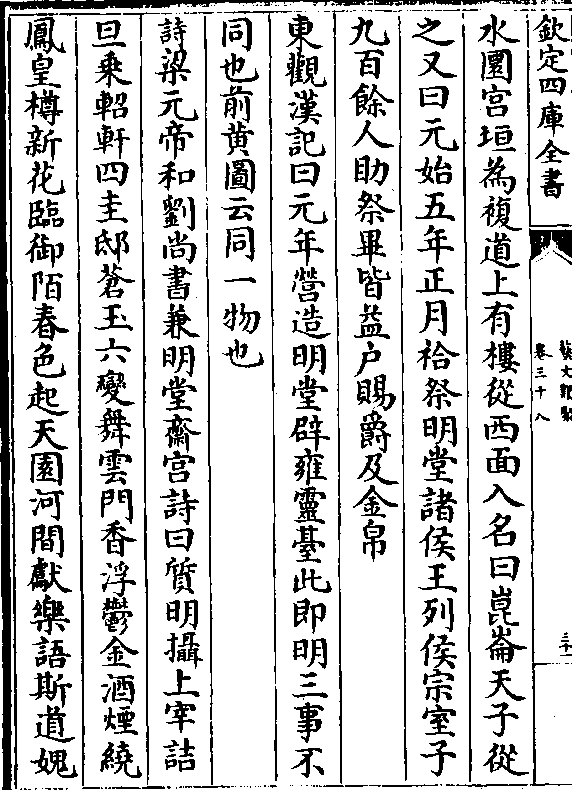 欽定四庫全書
藝文類聚
卷三十八
三十一
水圜宫垣為複道上有樓從西面入名曰崑崙天子從
之又曰元始五年正月祫祭明堂諸侯王列侯宗室子
九百餘人助祭畢皆益户賜爵及金帛
東觀漢記曰元年營造明堂辟雍靈臺此即明三事不
同也前黄圖云同一物也
詩梁元帝和劉尚書兼明堂齋宫詩曰質明攝上宰詰
旦乗軺軒四圭邸蒼玉六變舞雲門香浮鬱金酒煙繞
鳳皇樽新花臨御陌春色起天園河間獻樂語斯道媿